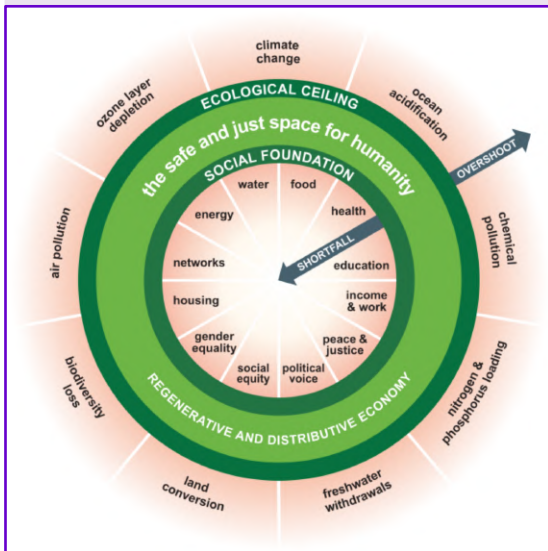 climate
change
ozone layer
depletion
ocean
acidification
ECOLOGICAL CEILING
the safe and just space for humanity
OVERSHOOT
SOCIAL FOUNDATION
water
food
energy
health
SHORTFALL
air pollution
chemical
pollution
networks
education
housing
income
& work
gender
equality
peace &
justice
social
equity
political
voice
biodiversity
loss
nitrogen &
phosphorus loading
REGENERATIVE AND DISTRIBUTIVE ECONOMY
land
conversion
freshwater
withdrawals